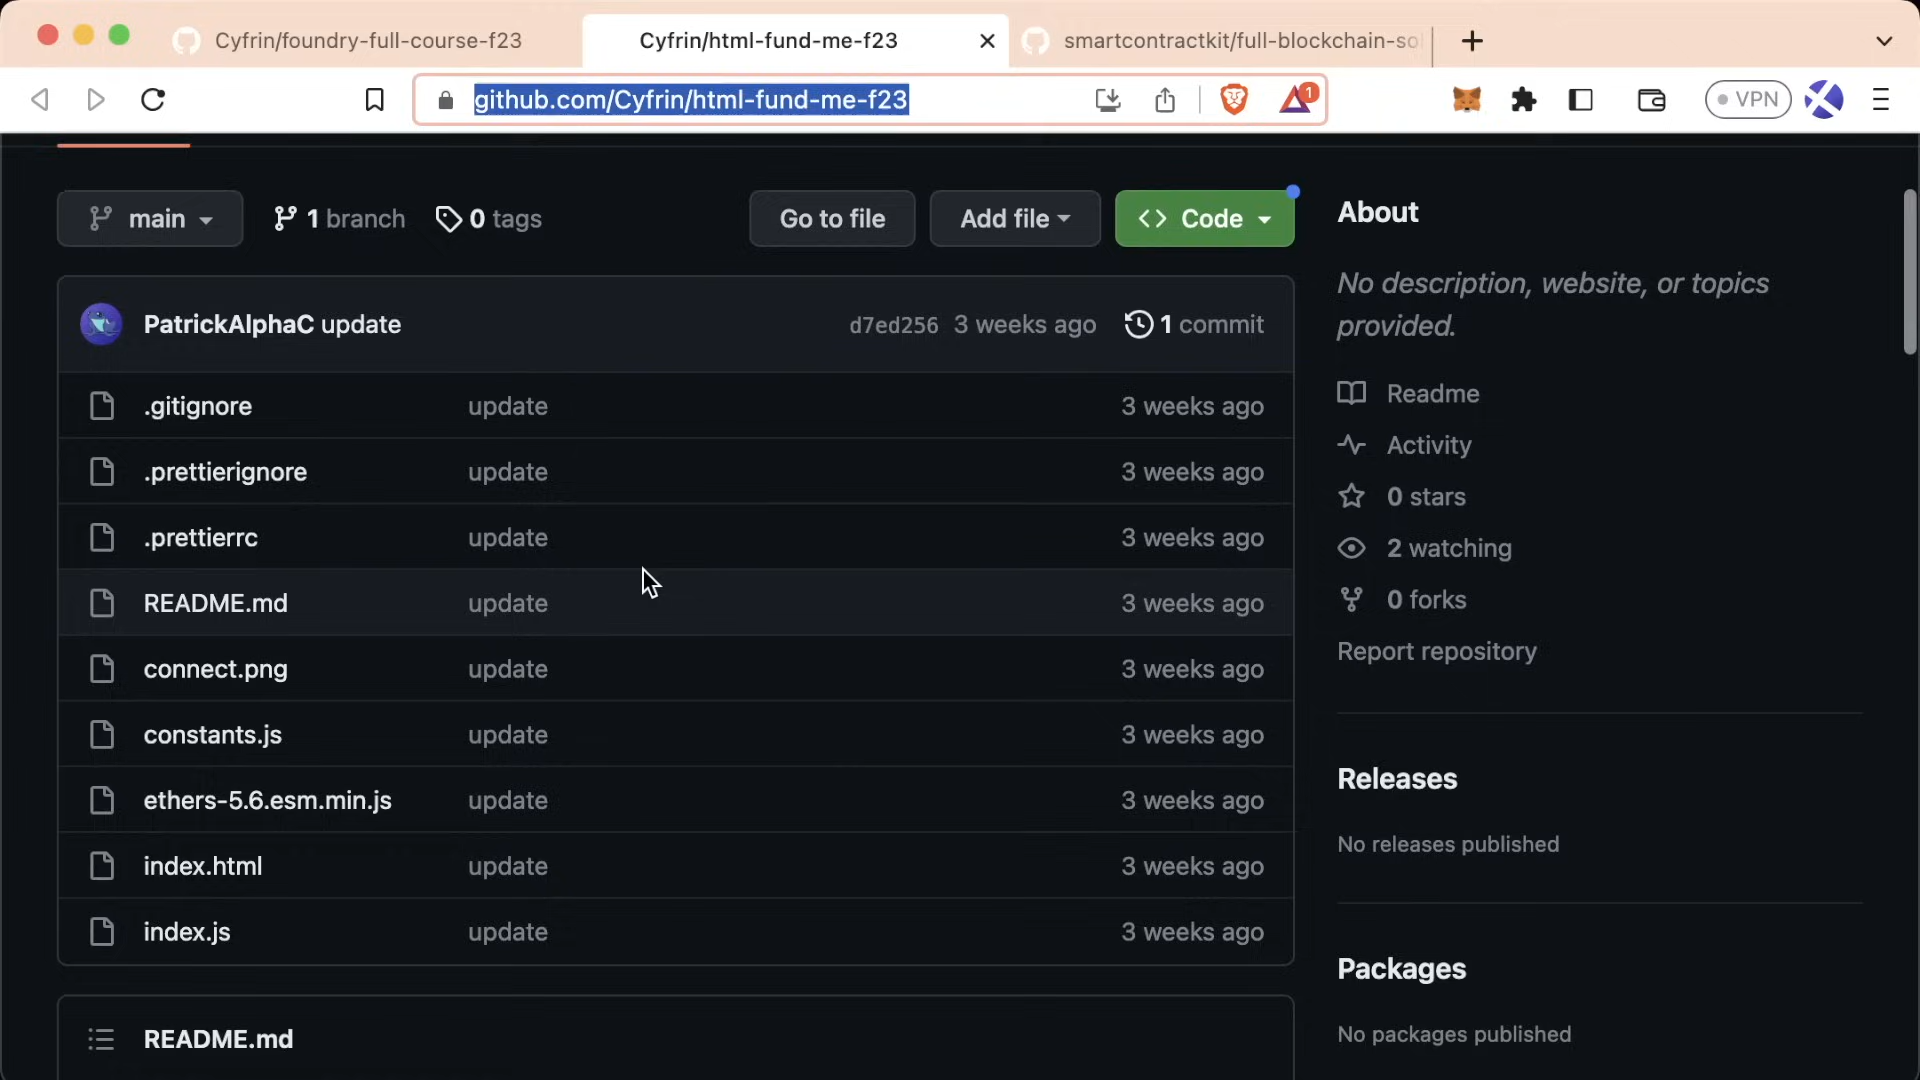 Cyfrin/foundry-full-course-f23
Cyfrin/html-fund-me-f23
smartcontractkit/full-blockchain-sol
github.com/Cyfrin/html-fund-me-f23
1
VPN
main
1 branch
0 tags
Go to file
Add file
Code
PatrickAlphaC update
d7ed256 3 weeks ago
1 commit
.gitignore update 3 weeks ago
.prettierignore update 3 weeks ago
.prettierrc update 3 weeks ago
README.md update 3 weeks ago
connect.png update 3 weeks ago
constants.js update 3 weeks ago
ethers-5.6.esm.min.js update 3 weeks ago
index.html update 3 weeks ago
index.js update 3 weeks ago
README.md
About
No description, website, or topics
provided.
Readme
Activity
0 stars
2 watching
0 forks
Report repository
Releases
No releases published
Packages
No packages published